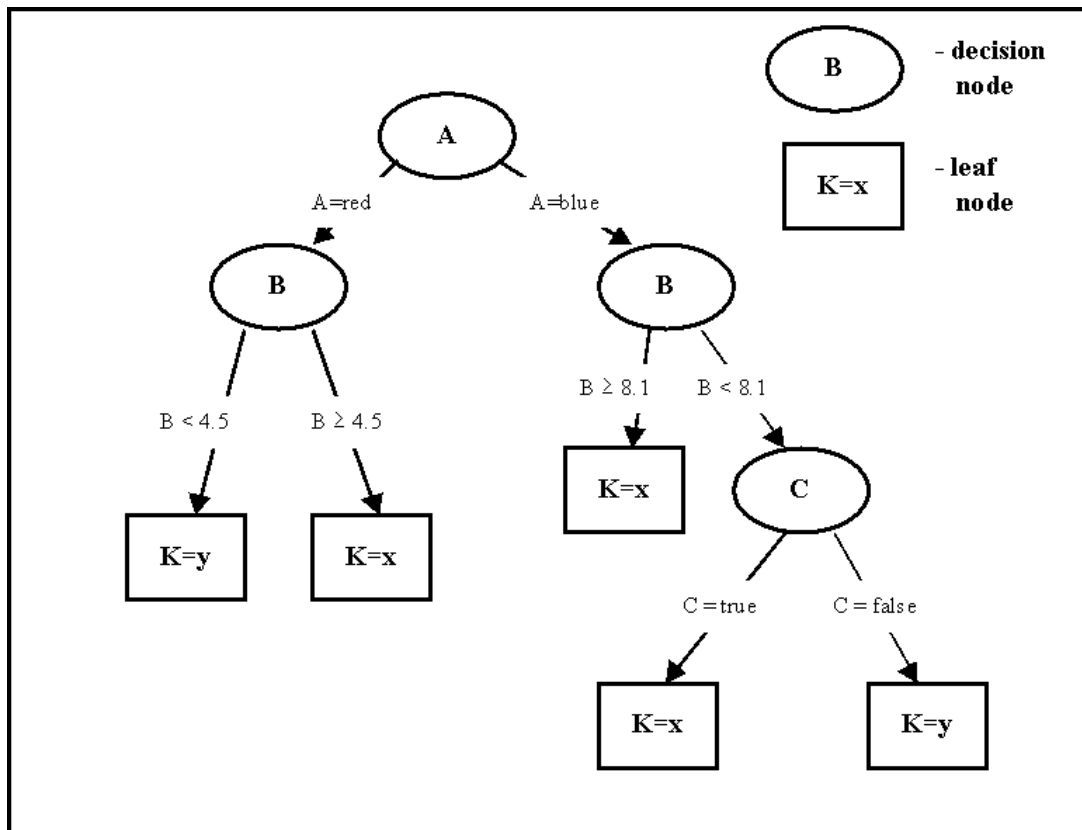 B
- decision
node
A
K=x
- leaf
node
A=red
A=blue
B
B
B ≥ 8.1
B < 8.1
B < 4.5
B ≥ 4.5
K=x
C
K=y
K=x
C=true
C=false
K=x
K=y